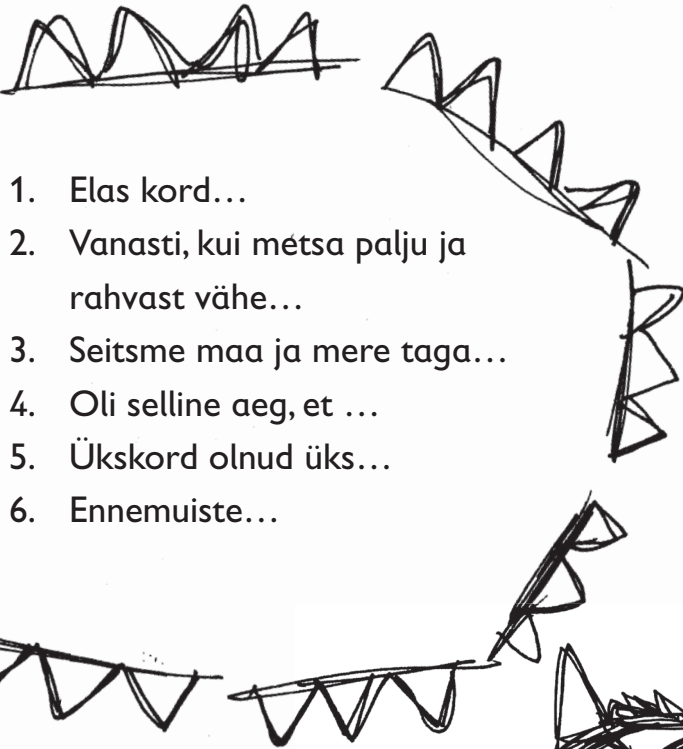 1. Elas kord…
2. Vanasti, kui metsa palju ja
rahvast vähe…
3. Seitsme maa ja mere taga…
4. Oli selline aeg, et …
5. Ükskord olnud üks…
6. Ennemuiste…